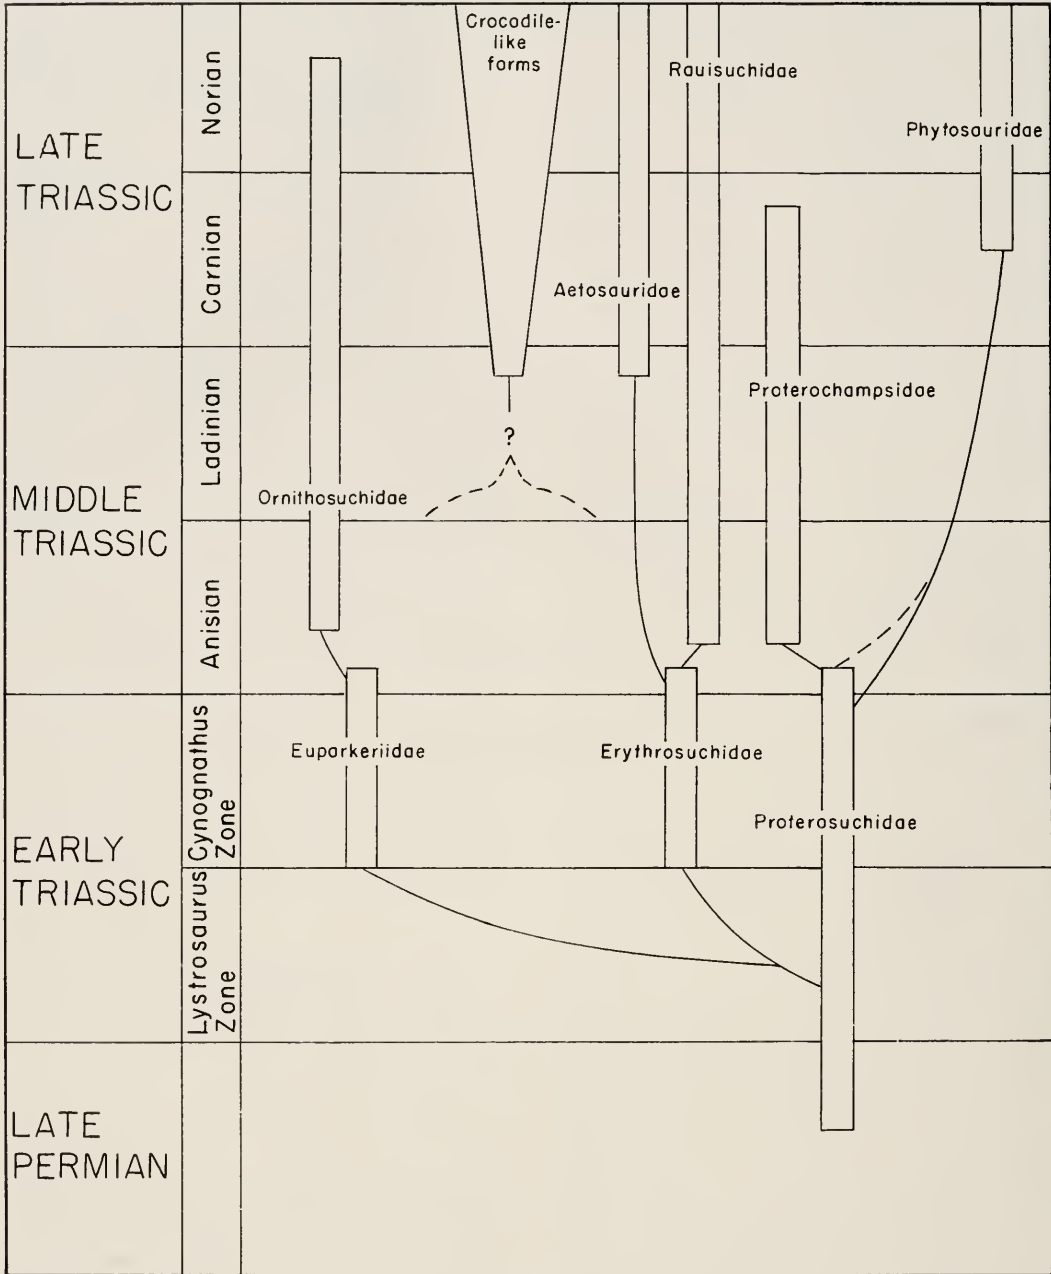 LATE
TRIASSIC
MIDDLE
TRIASSIC
EARLY
TRIASSIC
LATE
PERMIAN
Norian
Carnian
Ladinian
Anisian
Cynognathus
Zone
Lystrosaurus
Zone
Crocodile-
like
forms
Rauisuchidae
Phytosauridae
Aetosauridae
Proterochampsidae
?
Ornithosuchidae
Euparkeriidae
Erythrosuchidae
Proterosuchidae